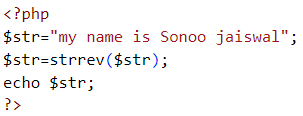 <?php
$str="my name is Sonoo jaiswal";
$str=strrev($str);
echo $str;
?>